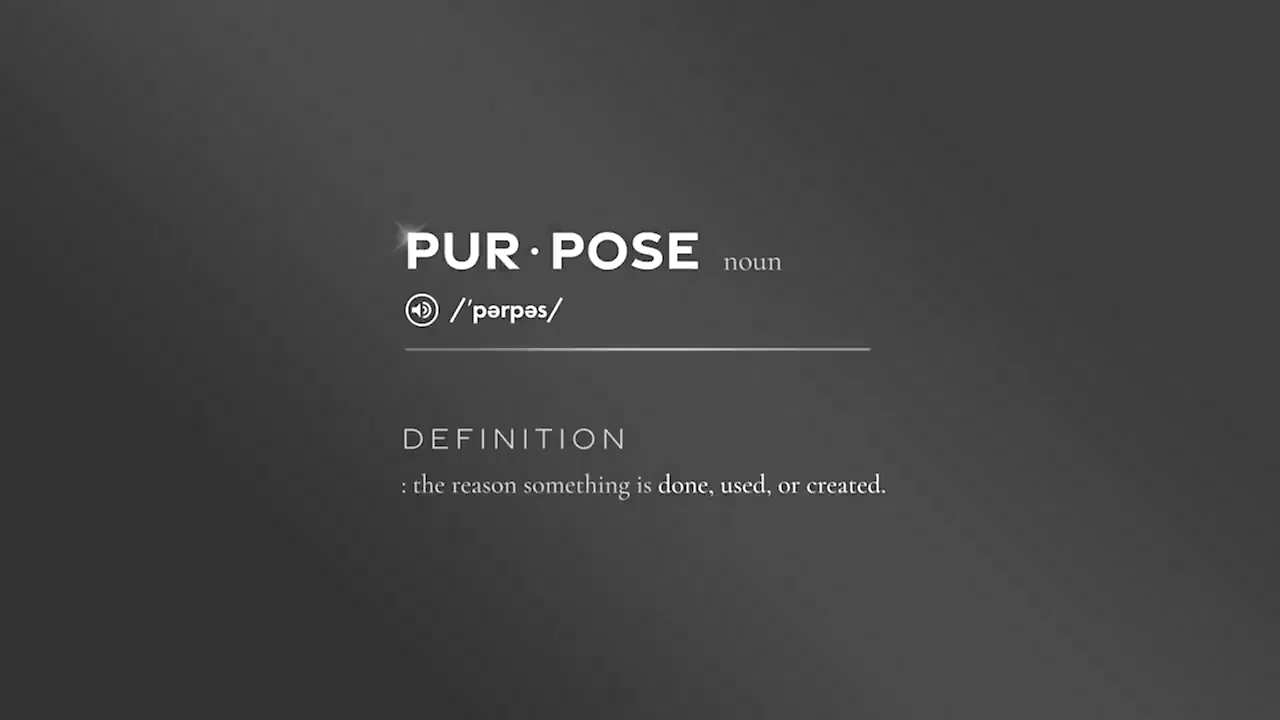 PUR·POSE noun
/ˈpərpəs/
DEFINITION
: the reason something is done, used, or created.